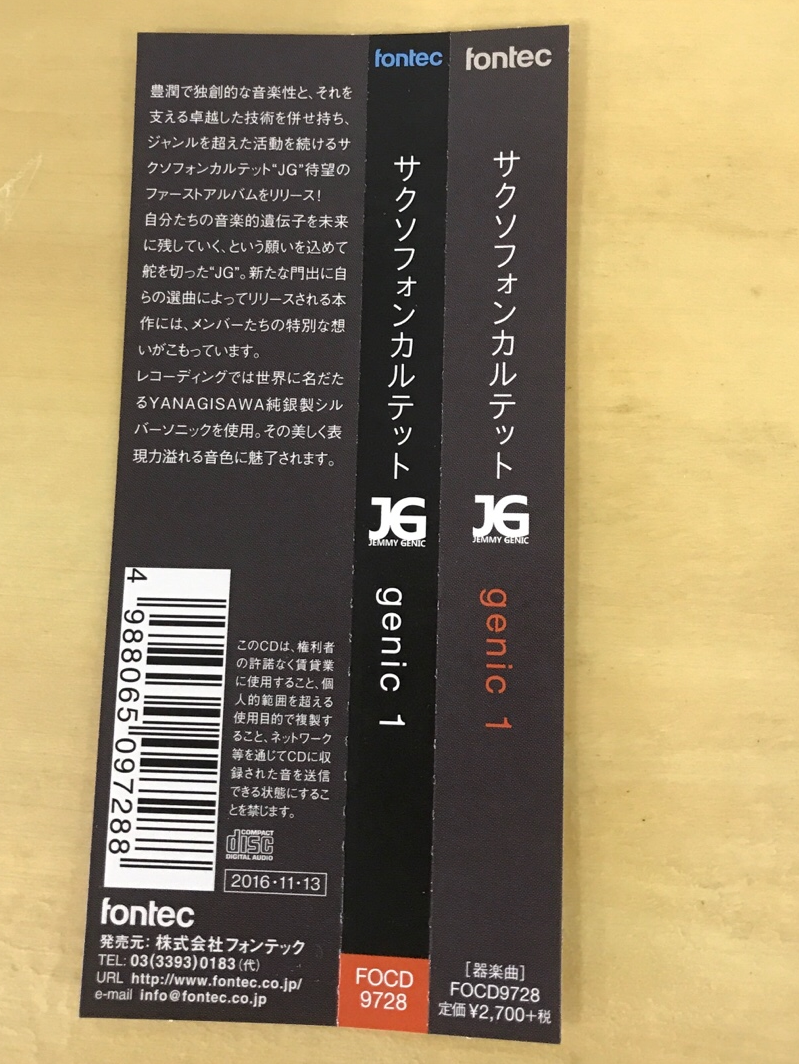 豊潤で独創的な音楽性と、それを
支える卓越した技術を併せ持ち、
ジャンルを超えた活動を続けるサ
クソフォンカルテット“JG”待望の
ファーストアルバムをリリース!
自分たちの音楽的遺伝子を未来
に残していく、という願いを込めて
舵を切った“JG”。新たな門出に自
らの選曲によってリリースされる本
作には、メンバーたちの特別な想
いがこもっています。
レコーディングでは世界に名だた
るYANAGISAWA純銀製シル
バーソニックを使用。その美しく表
現力溢れる音色に魅了されます。
4 988065 097288
このCDは、権利者
の許諾なく賃貸業
に使用すること、個
人的範囲を超える
使用目的で複製す
ること、ネットワーク
等を通じてCDに収
録された音を送信
できる状態にするこ
とを禁じます。
COMPACT
disc
DIGITAL AUDIO
2016・11・13
fontec
発売元: 株式会社フォンテック
TEL: 03(3393)0183(代)
URL http://www.fontec.co.jp/
e-mail info@fontec.co.jp
fontec
サクソフォンカルテット
JG
JEMMY GENIC
genic 1
FOCD
9728
fontec
サクソフォンカルテット
JG
JEMMY GENIC
genic 1
[器楽曲]
FOCD9728
定価¥2,700+税